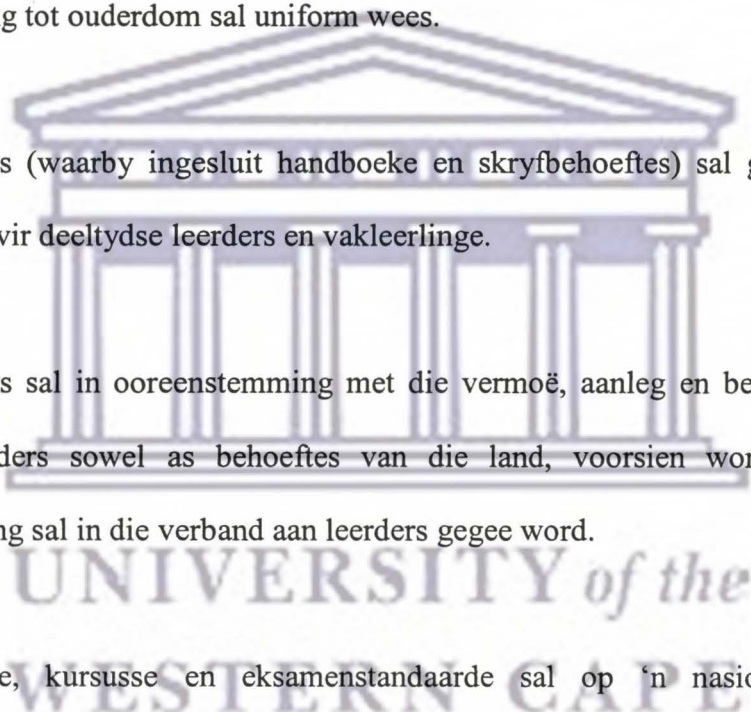 g tot ouderdom sal uniform wees.
s (waarby ingesluit handboeke en skryfbehoeftes) sal g
vir deeltydse leerders en vakleerlinge.
s sal in ooreenstemming met die vermoë, aanleg en be
ders sowel as behoeftes van die land, voorsien wor
ng sal in die verband aan leerders gegee word.
UNIVERSITY of the
e, kursusse en eksamenstandaarde sal op 'n nasio
WESTERN CAPE